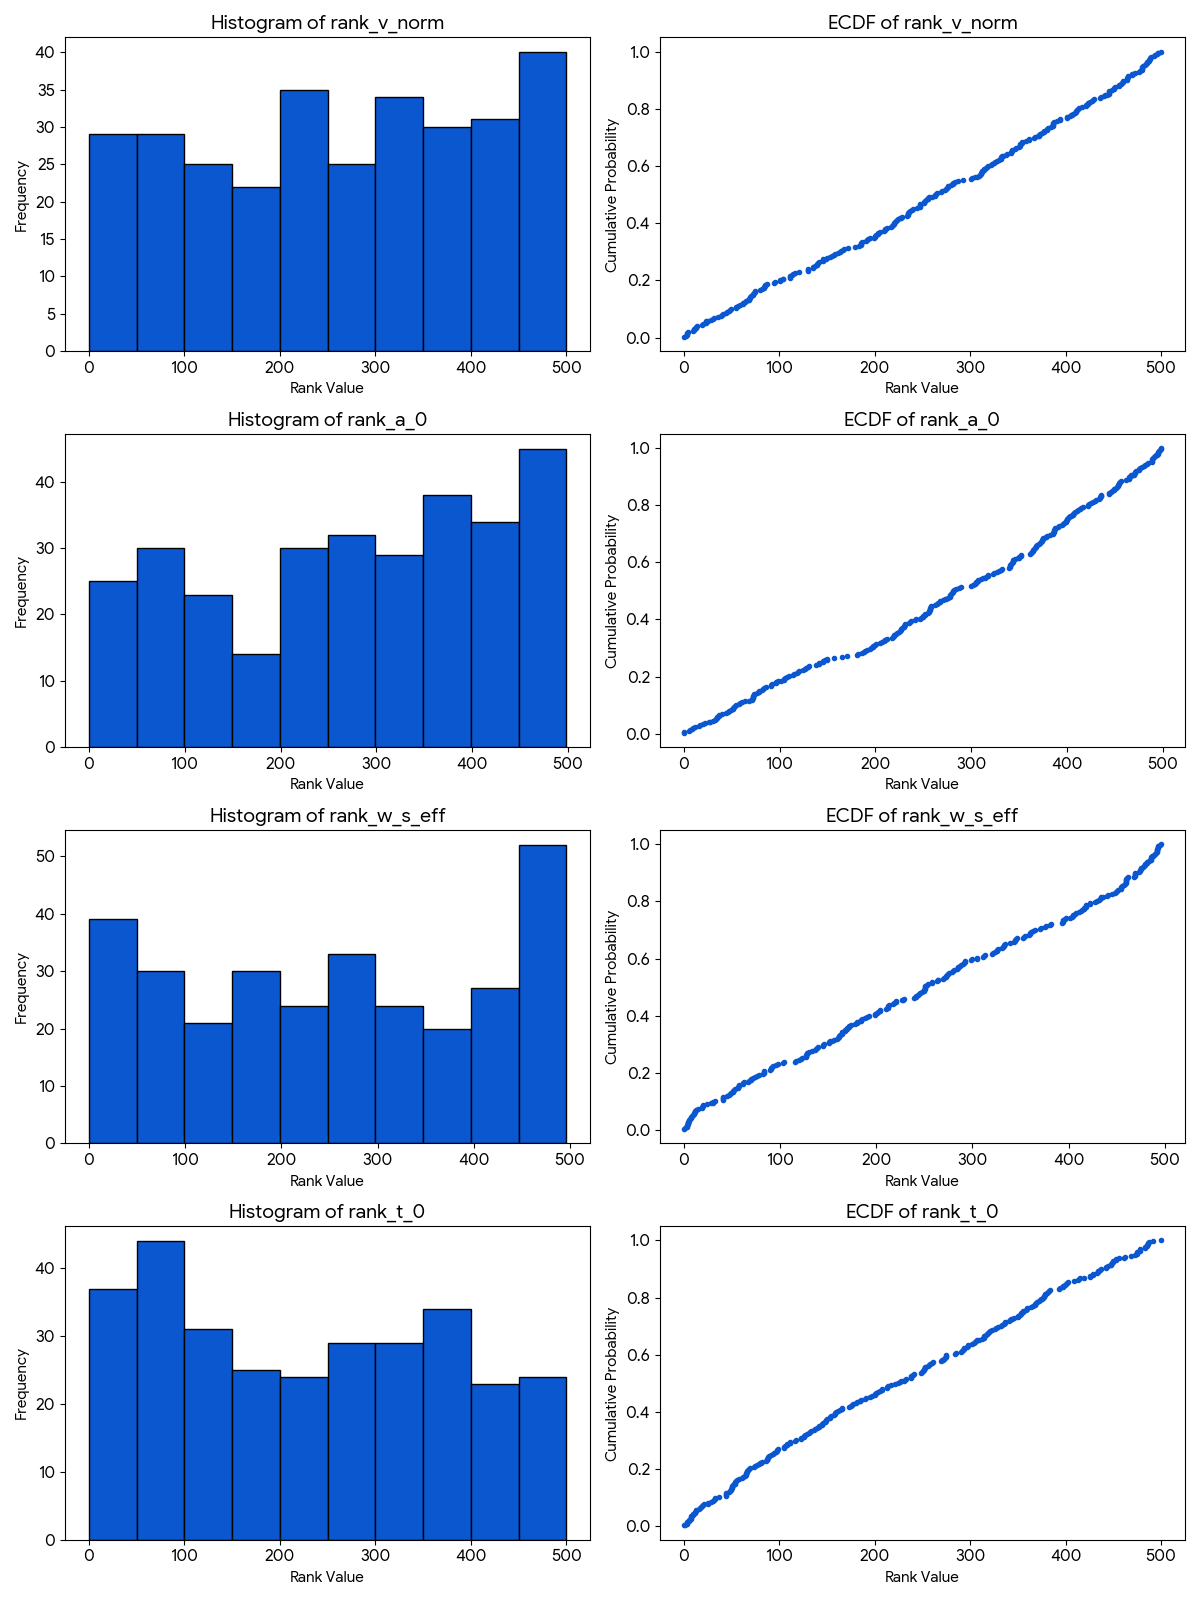 Histogram of rank_v_norm
Frequency
40
35
30
25
20
15
10
5
0
0 100 200 300 400 500
Rank Value
ECDF of rank_v_norm
Cumulative Probability
1.0
0.8
0.6
0.4
0.2
0.0
0 100 200 300 400 500
Rank Value
Histogram of rank_a_0
Frequency
40
30
20
10
0
0 100 200 300 400 500
Rank Value
ECDF of rank_a_0
Cumulative Probability
1.0
0.8
0.6
0.4
0.2
0.0
0 100 200 300 400 500
Rank Value
Histogram of rank_w_s_eff
Frequency
50
40
30
20
10
0
0 100 200 300 400 500
Rank Value
ECDF of rank_w_s_eff
Cumulative Probability
1.0
0.8
0.6
0.4
0.2
0.0
0 100 200 300 400 500
Rank Value
Histogram of rank_t_0
Frequency
40
30
20
10
0
0 100 200 300 400 500
Rank Value
ECDF of rank_t_0
Cumulative Probability
1.0
0.8
0.6
0.4
0.2
0.0
0 100 200 300 400 500
Rank Value